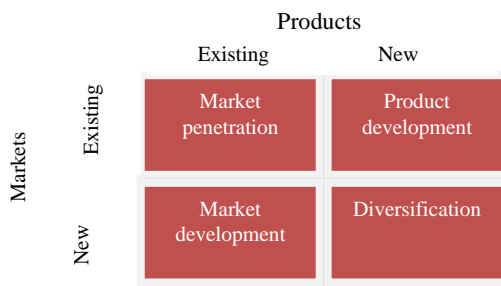 Products
Existing
New
Markets
Existing
Market
penetration
Product
development
New
Market
development
Diversification